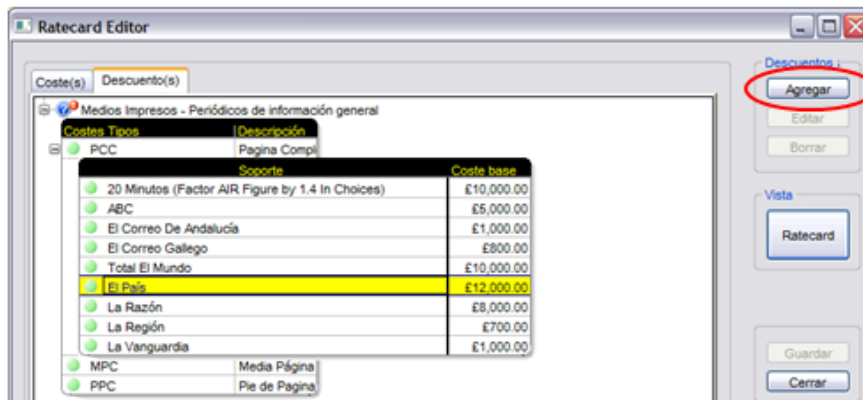 Ratecard Editor
Coste(s) Descuento(s)
Medios Impresos - Periódicos de información general
Costes Tipos Descripción
PCC Pagina Compl
Soporte Coste base
20 Minutos (Factor AIR Figure by 1.4 In Choices) £10,000.00
ABC £5,000.00
El Correo De Andalucía £1,000.00
El Correo Gallego £800.00
Total El Mundo £10,000.00
El País £12,000.00
La Razón £8,000.00
La Región £700.00
La Vanguardia £1,000.00
MPC Media Página
PPC Pie de Pagina
Descuentos ↓
Agregar
Editar
Borrar
Vista
Ratecard
Guardar
Cerrar